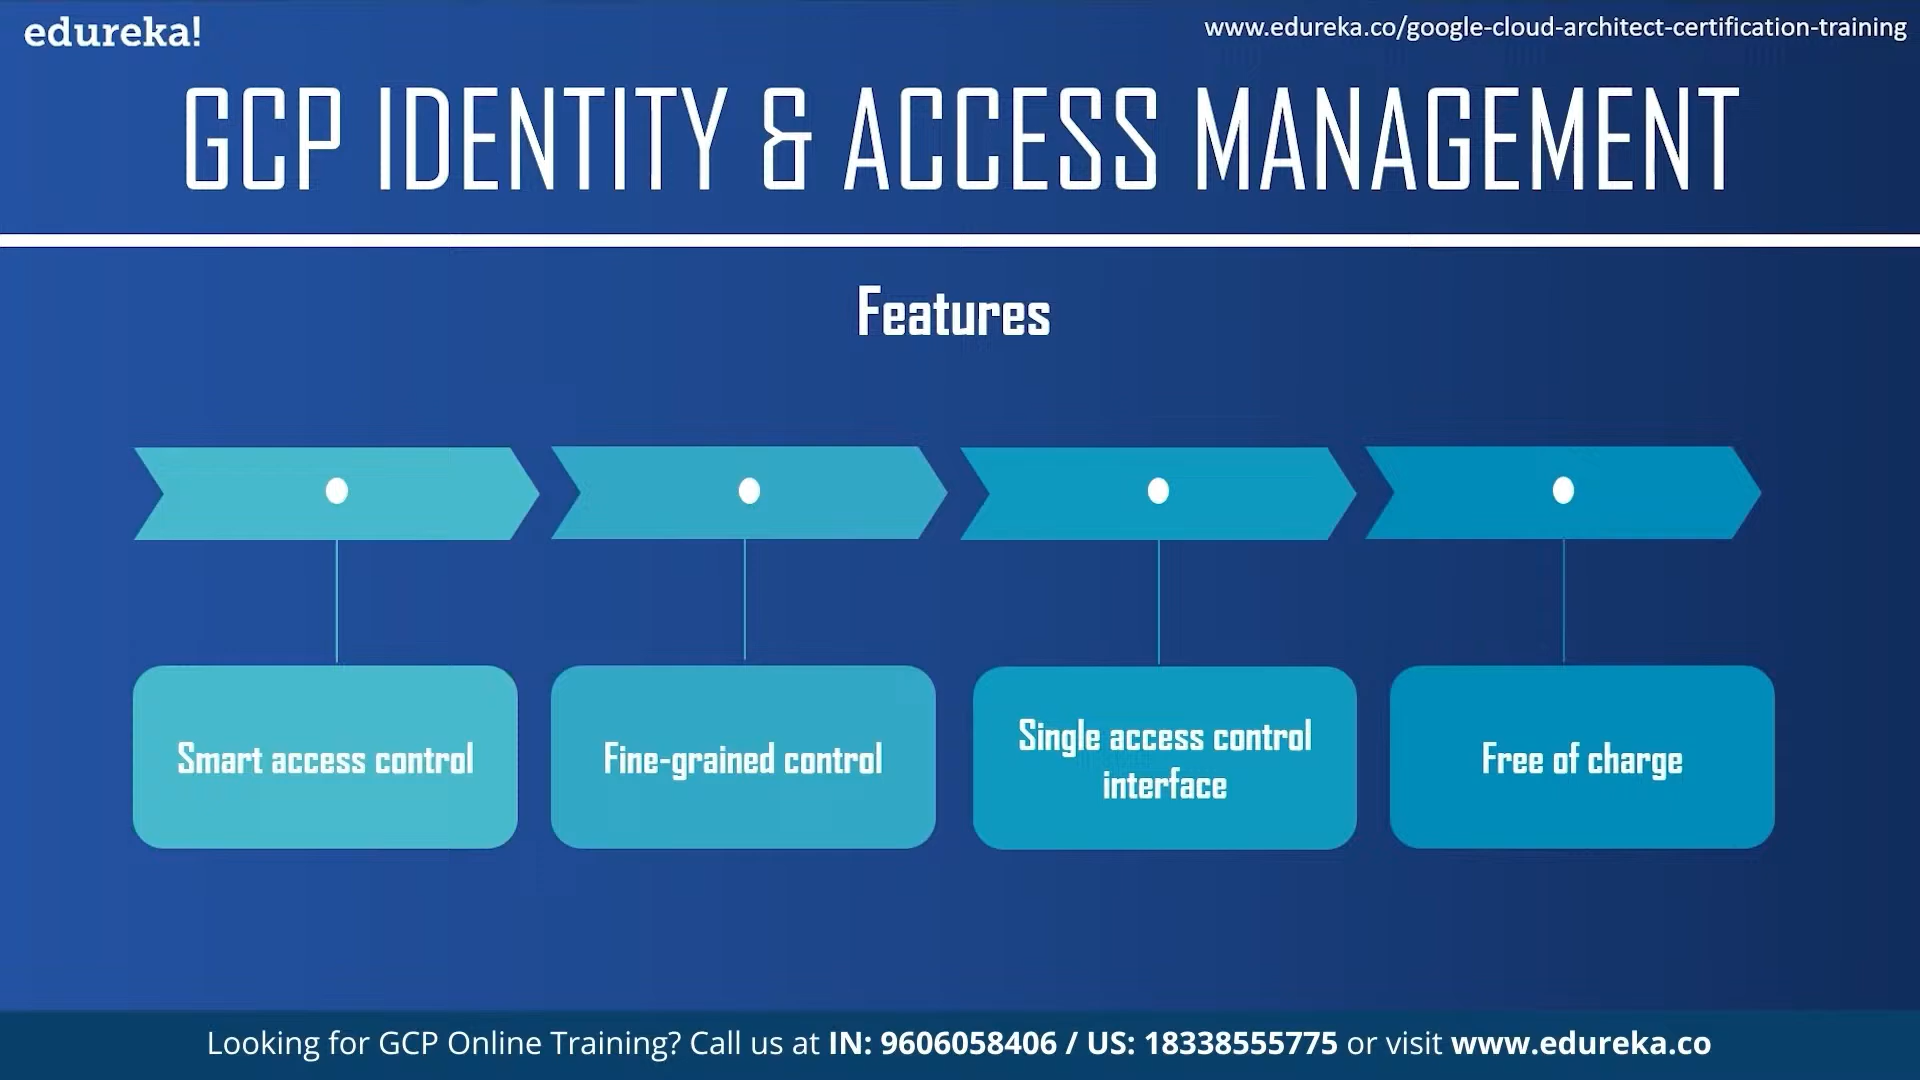 edureka!
www.edureka.co/google-cloud-architect-certification-training
GCP IDENTITY & ACCESS MANAGEMENT
Features
Smart access control
Fine-grained control
Single access control
interface
Free of charge
Looking for GCP Online Training? Call us at IN: 9606058406 / US: 18338555775 or visit www.edureka.co